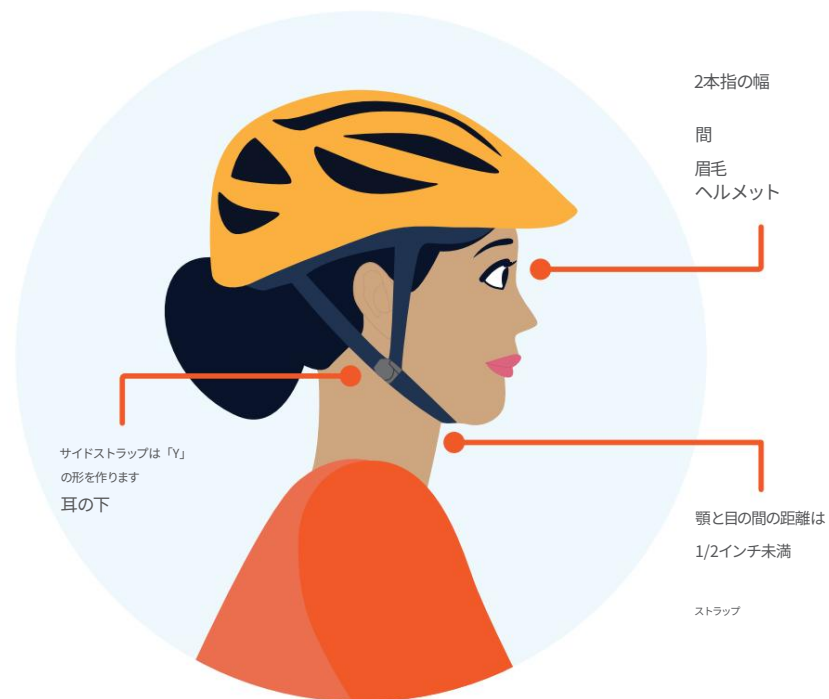 2本指の幅
間
眉毛
ヘルメット
サイドストラップは「Y」
の形を作ります
耳の下
顎と目の間の距離は
1/2インチ未満
ストラップ